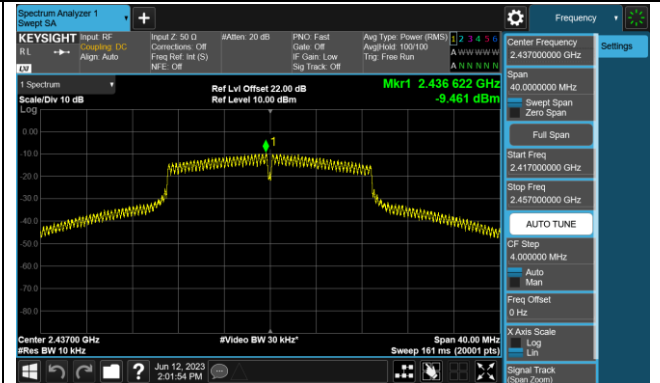 Spectrum Analyzer 1
Swept SA
+
Frequency
KEYSIGHT
RL
Input: RF
Coupling: DC
Align: Auto
Input Z: 50 Ω
Corrections: Off
Freq Ref: Int (S)
NFE: Off
#Atten: 20 dB
PNO: Fast
Gate: Off
IF Gain: Low
Sig Track: Off
Avg Type: Power (RMS)
Avg|Hold: 100/100
Trig: Free Run
1 2 3 4 5 6
A W W W W W
A N N N N N
1 Spectrum
Scale/Div 10 dB
Log
Ref Lvl Offset 22.00 dB
Ref Level 10.00 dBm
Mkr1 2.436 622 GHz
-9.461 dBm
1
0.00
-10.0
-20.0
-30.0
-40.0
-50.0
-60.0
-70.0
-80.0
Center 2.43700 GHz
#Res BW 10 kHz
#Video BW 30 kHz*
Span 40.00 MHz
Sweep 161 ms (20001 pts)
Jun 12, 2023
2:01:54 PM
Center Frequency
2.437000000 GHz
Settings
Span
40.0000000 MHz
Swept Span
Zero Span
Full Span
Start Freq
2.417000000 GHz
Stop Freq
2.457000000 GHz
AUTO TUNE
CF Step
4.000000 MHz
Auto
Man
Freq Offset
0 Hz
X Axis Scale
Log
Lin
Signal Track
(Span Zoom)